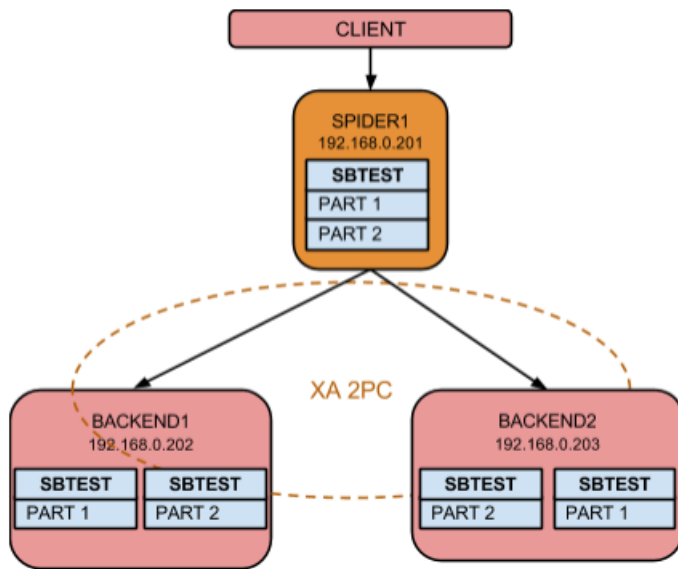 CLIENT
SPIDER1
192.168.0.201
SBTEST
PART 1
PART 2
XA 2PC
BACKEND1
192.168.0.202
SBTEST
PART 1
SBTEST
PART 2
BACKEND2
192.168.0.203
SBTEST
PART 2
SBTEST
PART 1